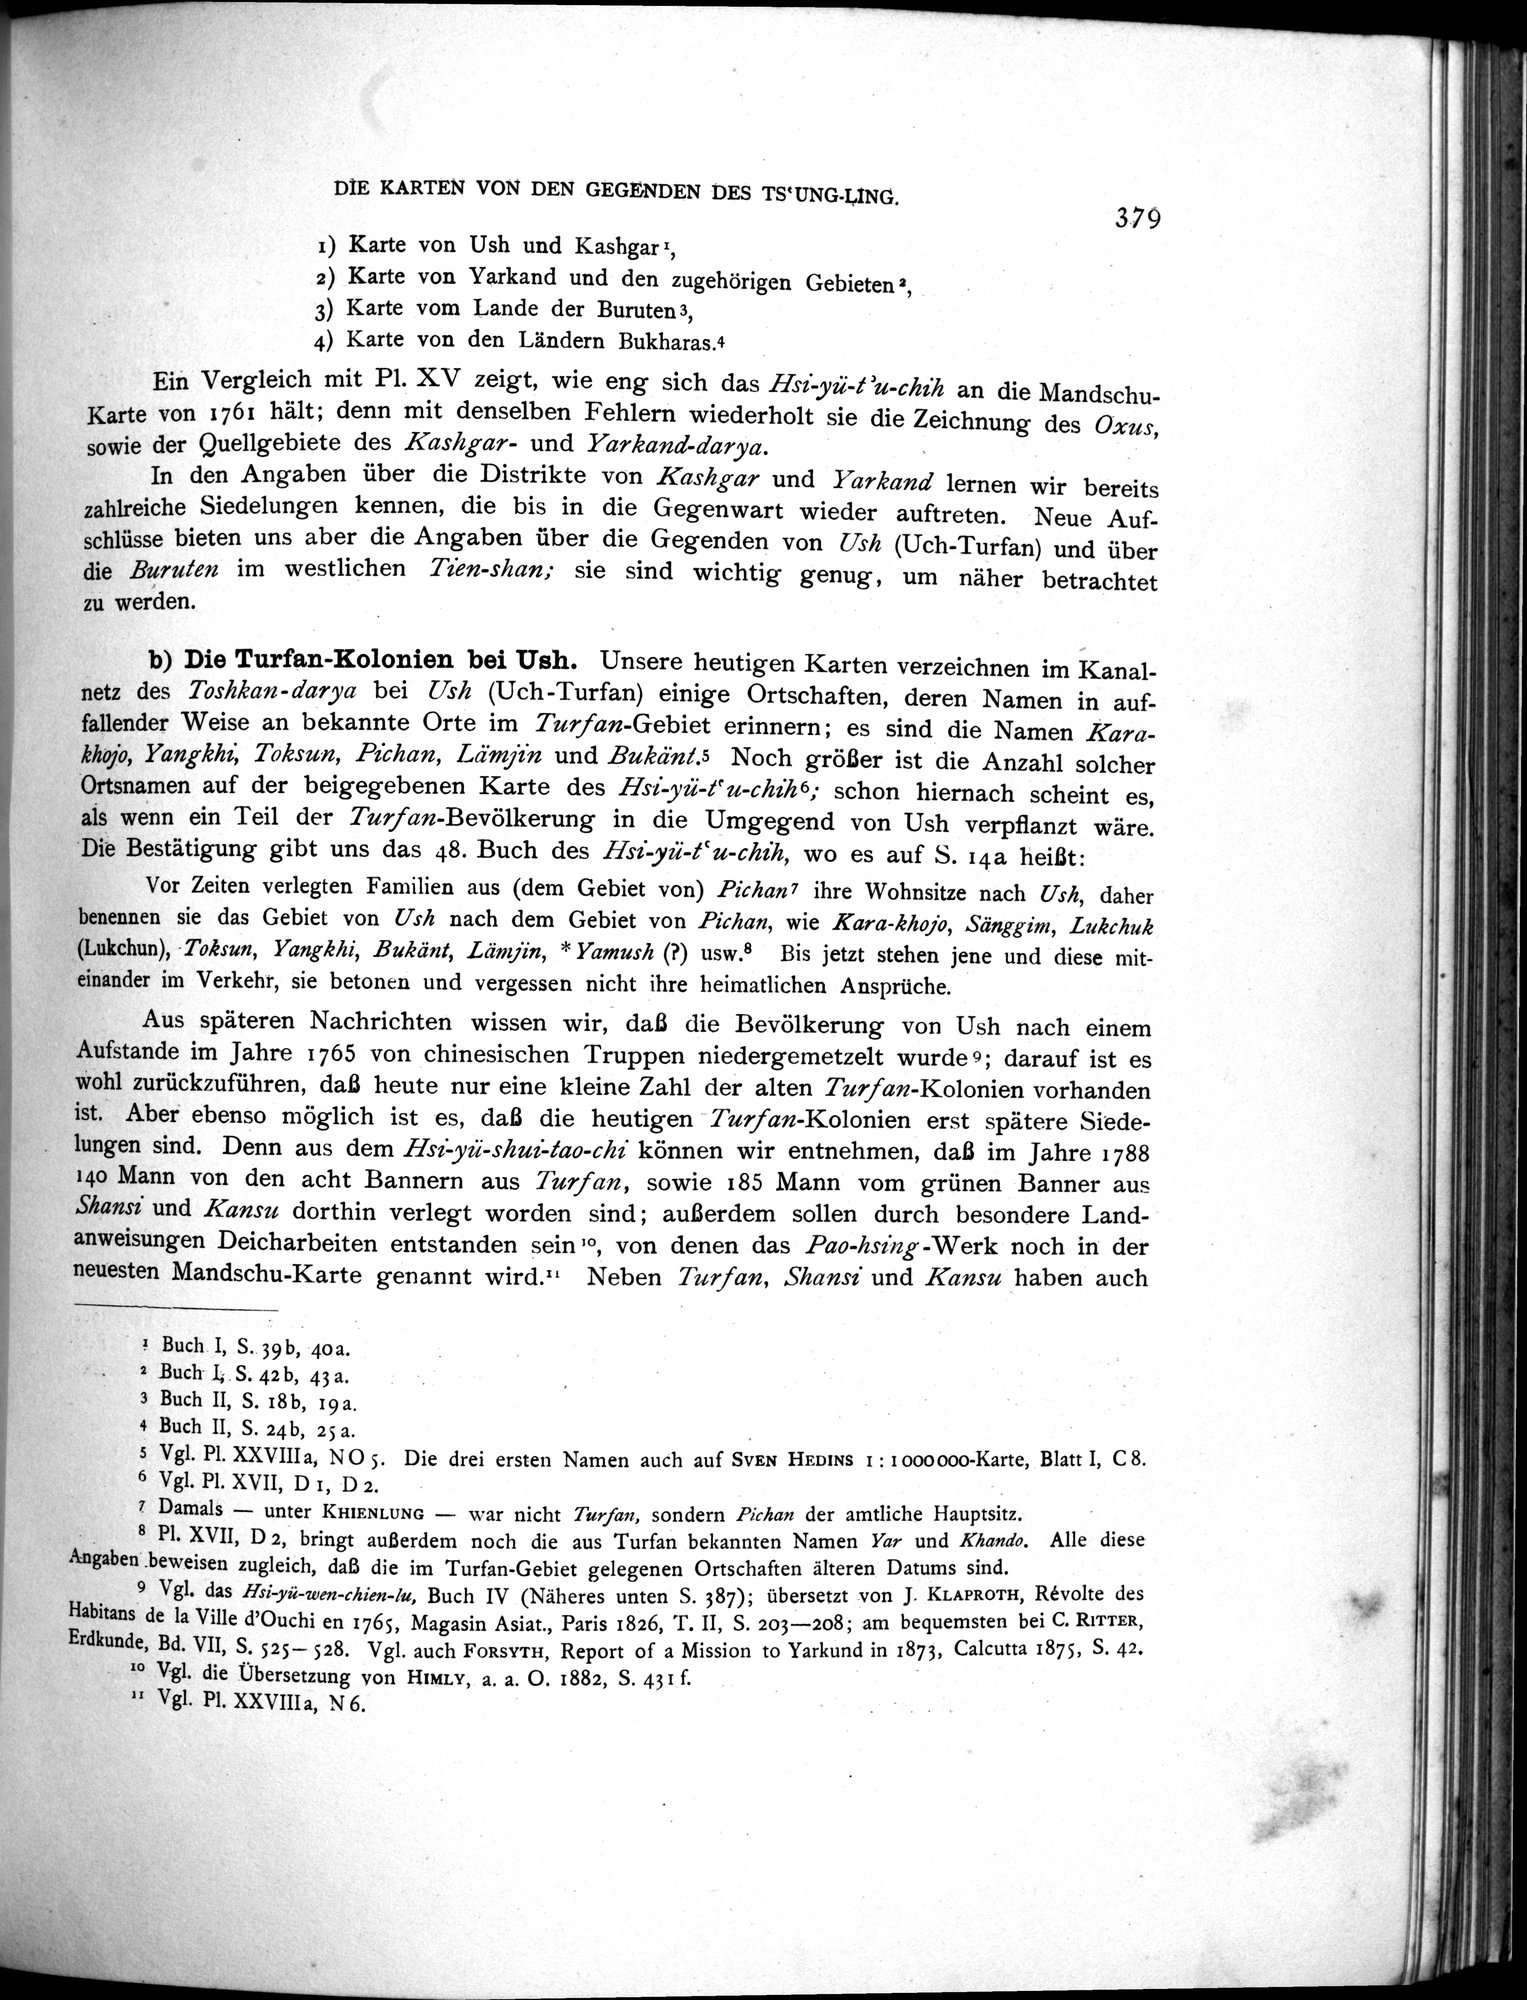 DIE KARTEN VON DEN GEGENDEN DES TS‘UNG-LING.
379
1) Karte von Ush und Kashgar¹,
2) Karte von Yarkand und den zugehörigen Gebieten²,
3) Karte vom Lande der Buruten³,
4) Karte von den Ländern Bukharas.⁴
Ein Vergleich mit Pl. XV zeigt, wie eng sich das Hsi-yü-t’u-chih an die Mandschu-
Karte von 1761 hält; denn mit denselben Fehlern wiederholt sie die Zeichnung des Oxus,
sowie der Quellgebiete des Kashgar- und Yarkand-darya.
In den Angaben über die Distrikte von Kashgar und Yarkand lernen wir bereits
zahlreiche Siedelungen kennen, die bis in die Gegenwart wieder auftreten. Neue Auf-
schlüsse bieten uns aber die Angaben über die Gegenden von Ush (Uch-Turfan) und über
die Buruten im westlichen Tien-shan; sie sind wichtig genug, um näher betrachtet
zu werden.
b) Die Turfan-Kolonien bei Ush. Unsere heutigen Karten verzeichnen im Kanal-
netz des Toshkan-darya bei Ush (Uch-Turfan) einige Ortschaften, deren Namen in auf-
fallender Weise an bekannte Orte im Turfan-Gebiet erinnern; es sind die Namen Kara-
khojo, Yangkhi, Toksun, Pichan, Lämjin und Bukänt.⁵ Noch größer ist die Anzahl solcher
Ortsnamen auf der beigegebenen Karte des Hsi-yü-t‘u-chih⁶; schon hiernach scheint es,
als wenn ein Teil der Turfan-Bevölkerung in die Umgegend von Ush verpflanzt wäre.
Die Bestätigung gibt uns das 48. Buch des Hsi-yü-t‘u-chih, wo es auf S. 14a heißt:
Vor Zeiten verlegten Familien aus (dem Gebiet von) Pichan⁷ ihre Wohnsitze nach Ush, daher
benennen sie das Gebiet von Ush nach dem Gebiet von Pichan, wie Kara-khojo, Sänggim, Lukchuk
(Lukchun), Toksun, Yangkhi, Bukänt, Lämjin, *Yamush (?) usw.⁸ Bis jetzt stehen jene und diese mit-
einander im Verkehr, sie betonen und vergessen nicht ihre heimatlichen Ansprüche.
Aus späteren Nachrichten wissen wir, daß die Bevölkerung von Ush nach einem
Aufstande im Jahre 1765 von chinesischen Truppen niedergemetzelt wurde⁹; darauf ist es
wohl zurückzuführen, daß heute nur eine kleine Zahl der alten Turfan-Kolonien vorhanden
ist. Aber ebenso möglich ist es, daß die heutigen Turfan-Kolonien erst spätere Siede-
lungen sind. Denn aus dem Hsi-yü-shui-tao-chi können wir entnehmen, daß im Jahre 1788
140 Mann von den acht Bannern aus Turfan, sowie 185 Mann vom grünen Banner aus
Shansi und Kansu dorthin verlegt worden sind; außerdem sollen durch besondere Land-
anweisungen Deicharbeiten entstanden sein¹⁰, von denen das Pao-hsing-Werk noch in der
neuesten Mandschu-Karte genannt wird.¹¹ Neben Turfan, Shansi und Kansu haben auch
¹ Buch I, S. 39b, 40a.
² Buch I, S. 42b, 43a.
³ Buch II, S. 18b, 19a.
⁴ Buch II, S. 24b, 25a.
⁵ Vgl. Pl. XXVIIIa, NO 5. Die drei ersten Namen auch auf SVEN HEDINS 1 : 1000000-Karte, Blatt I, C 8.
⁶ Vgl. Pl. XVII, D 1, D 2.
⁷ Damals — unter KHIENLUNG — war nicht Turfan, sondern Pichan der amtliche Hauptsitz.
⁸ Pl. XVII, D 2, bringt außerdem noch die aus Turfan bekannten Namen Yar und Khando. Alle diese
Angaben beweisen zugleich, daß die im Turfan-Gebiet gelegenen Ortschaften älteren Datums sind.
⁹ Vgl. das Hsi-yü-wen-chien-lu, Buch IV (Näheres unten S. 387); übersetzt von J. KLAPROTH, Révolte des
Habitans de la Ville d’Ouchi en 1765, Magasin Asiat., Paris 1826, T. II, S. 203—208; am bequemsten bei C. RITTER,
Erdkunde, Bd. VII, S. 525—528. Vgl. auch FORSYTH, Report of a Mission to Yarkund in 1873, Calcutta 1875, S. 42.
¹⁰ Vgl. die Übersetzung von HIMLY, a. a. O. 1882, S. 431 f.
¹¹ Vgl. Pl. XXVIIIa, N 6.